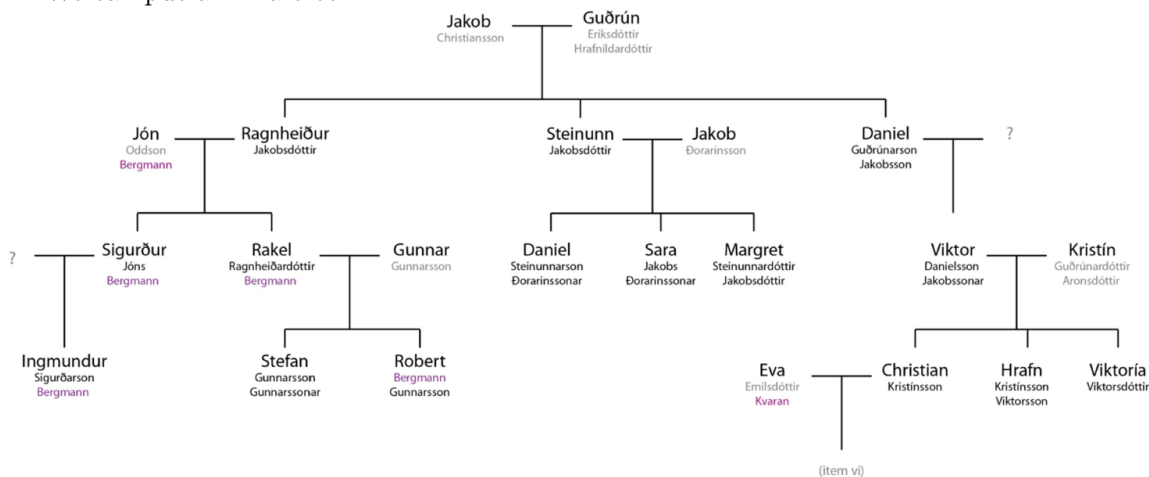 Jakob
Christiansson
Guðrún
Eriksdóttir
Hrafnildardóttir
Jón
Oddson
Bergmann
Ragnheiður
Jakobsdóttir
Steinunn
Jakobsdóttir
Jakob
Ðorarinsson
Daniel
Guðrúnarson
Jakobsson
?
?
Sigurður
Jóns
Bergmann
Rakel
Ragnheiðardóttir
Bergmann
Gunnar
Gunnarsson
Daniel
Steinunnarson
Ðorarinssonar
Sara
Jakobs
Ðorarinssonar
Margret
Steinunnardóttir
Jakobsdóttir
Viktor
Danielsson
Jakobssonar
Kristín
Guðrúnardóttir
Aronsdóttir
Ingmundur
Sigurðarson
Bergmann
Stefan
Gunnarsson
Gunnarssonar
Robert
Bergmann
Gunnarsson
Eva
Emilsdóttir
Kvaran
Christian
Kristínsson
Hrafn
Kristínsson
Viktorsson
Viktoría
Viktorsdóttir
(item vi)